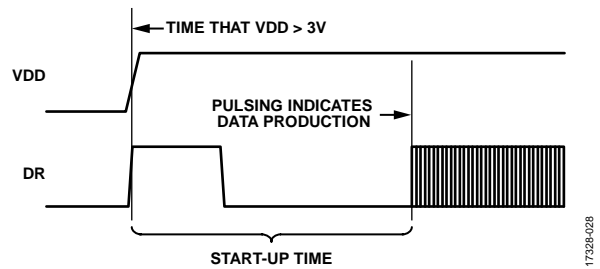 TIME THAT VDD > 3V
VDD
PULSING INDICATES
DATA PRODUCTION
DR
START-UP TIME
17328-028